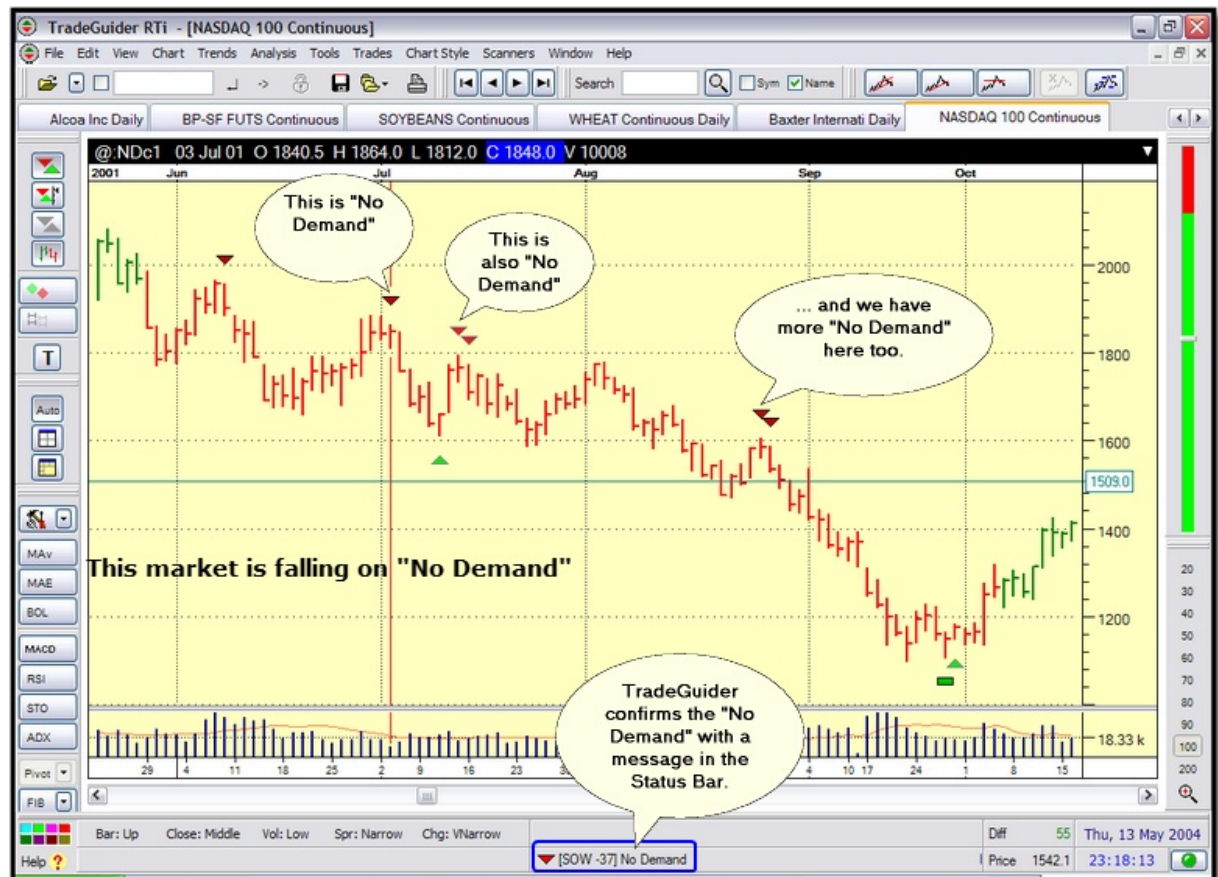 TradeGuider RTi - [NASDAQ 100 Continuous]
File Edit View Chart Trends Analysis Tools Trades Chart Style Scanners Window Help
Search Sym Name
Alcoa Inc Daily BP-SF FUTS Continuous SOYBEANS Continuous WHEAT Continuous Daily Baxter Internati Daily NASDAQ 100 Continuous
@:NDc1 03 Jul 01 O 1840.5 H 1864.0 L 1812.0 C 1848.0 V 10008
2001 Jun Jul Aug Sep Oct
This is "No
Demand"
This is
also "No
Demand"
... and we have
more "No Demand"
here too.
2000
1800
1600
1509.0
1400
1200
This market is falling on "No Demand"
TradeGuider
confirms the "No
Demand" with a
message in the
Status Bar.
18.33 k
29 4 11 18 25 2 9 16 23 4 10 17 24 1 8 15
T
Auto
MAv
MAE
BOL
MACD
RSI
STO
ADX
Pivot
FIB
20
30
40
50
60
70
80
90
100
200
Bar: Up Close: Middle Vol: Low Spr: Narrow Chg: VNarrow Diff 55 Thu, 13 May 2004
Help ? [SOW -37] No Demand Price 1542.1 23:18:13